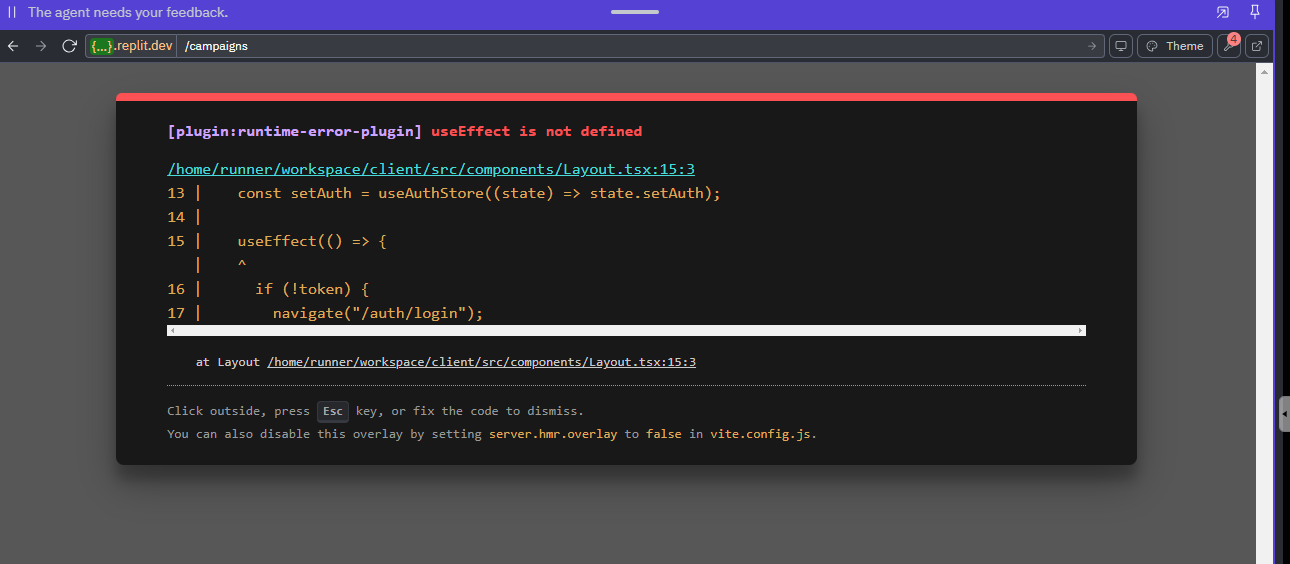 The agent needs your feedback.
{...}.replit.dev /campaigns
Theme
4
[plugin:runtime-error-plugin] useEffect is not defined
/home/runner/workspace/client/src/components/Layout.tsx:15:3
13 |    const setAuth = useAuthStore((state) => state.setAuth);
14 |
15 |    useEffect(() => {
   |    ^
16 |      if (!token) {
17 |        navigate("/auth/login");
at Layout /home/runner/workspace/client/src/components/Layout.tsx:15:3
Click outside, press Esc key, or fix the code to dismiss.
You can also disable this overlay by setting server.hmr.overlay to false in vite.config.js.